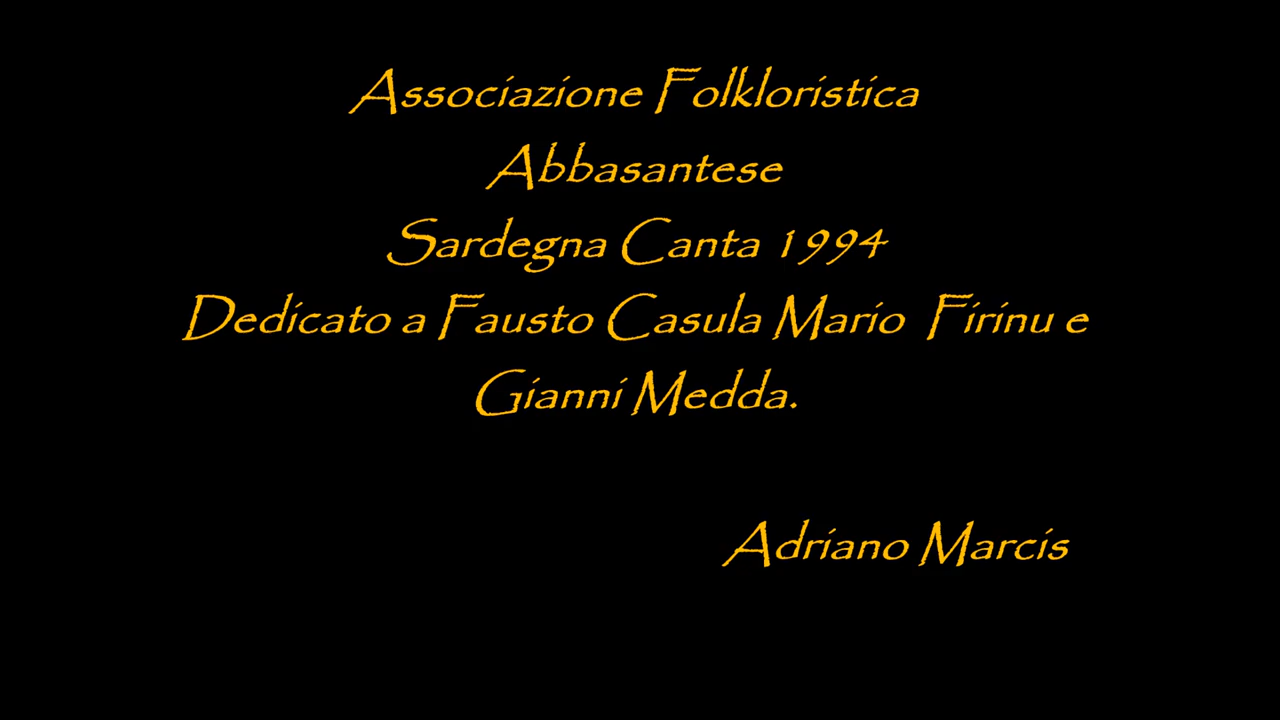 Associazione Folkloristica
Abbasantese
Sardegna Canta 1994
Dedicato a Fausto Casula Mario Firinu e
Gianni Medda.
Adriano Marcis